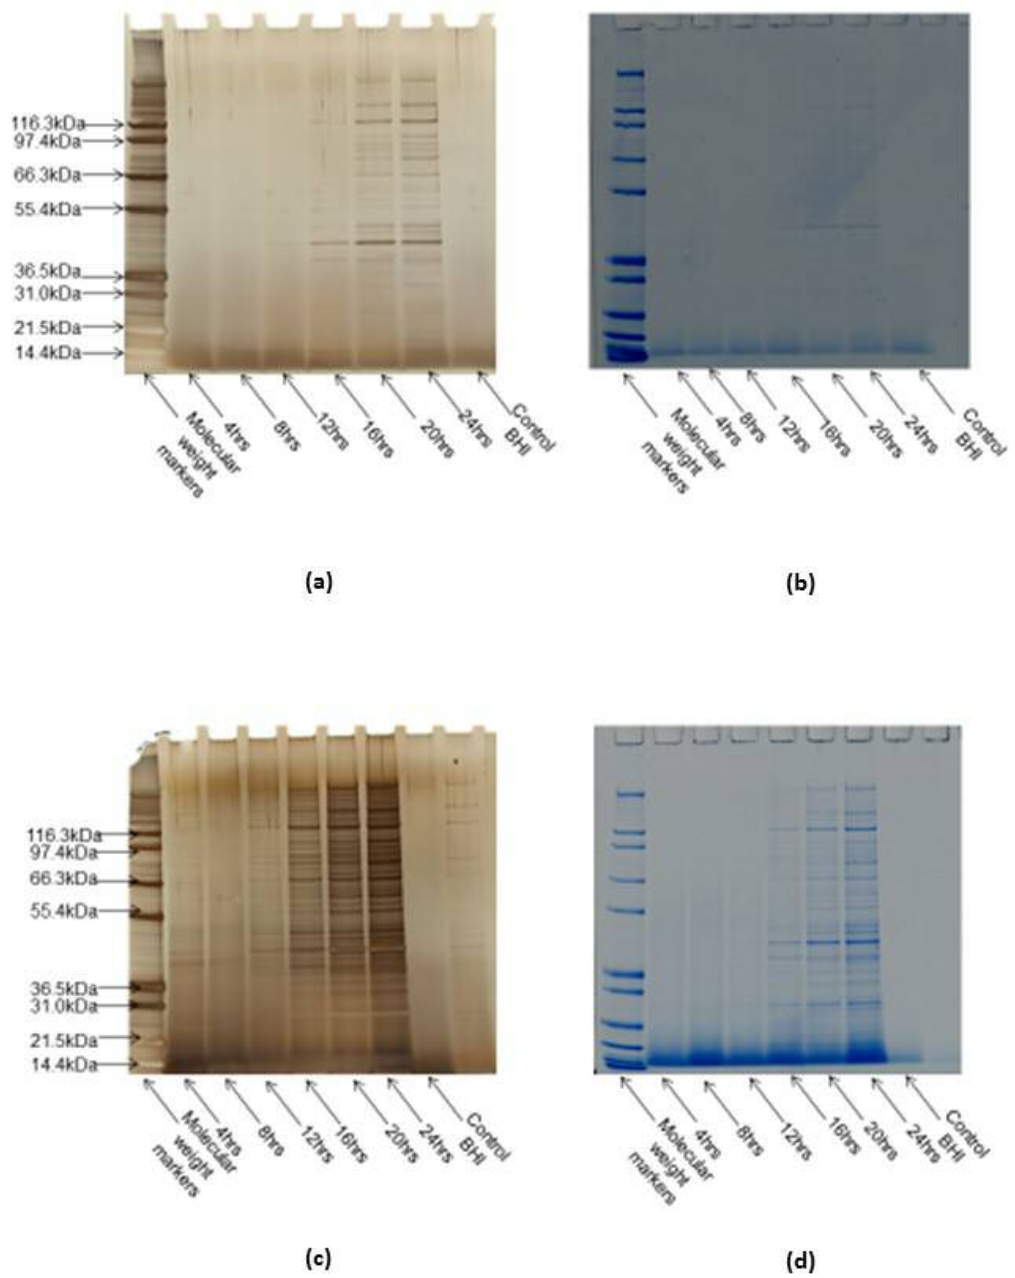 116.3kDa
97.4kDa
66.3kDa
55.4kDa
36.5kDa
31.0kDa
21.5kDa
14.4kDa
Molecular
weight
markers
4hrs
8hrs
12hrs
16hrs
20hrs
24hrs
Control
BHI
(a)
Molecular
weight
markers
4hrs
8hrs
12hrs
16hrs
20hrs
24hrs
Control
BHI
(b)
116.3kDa
97.4kDa
66.3kDa
55.4kDa
36.5kDa
31.0kDa
21.5kDa
14.4kDa
Molecular
weight
markers
4hrs
8hrs
12hrs
16hrs
20hrs
24hrs
Control
BHI
(c)
Molecular
weight
markers
4hrs
8hrs
12hrs
16hrs
20hrs
24hrs
Control
BHI
(d)